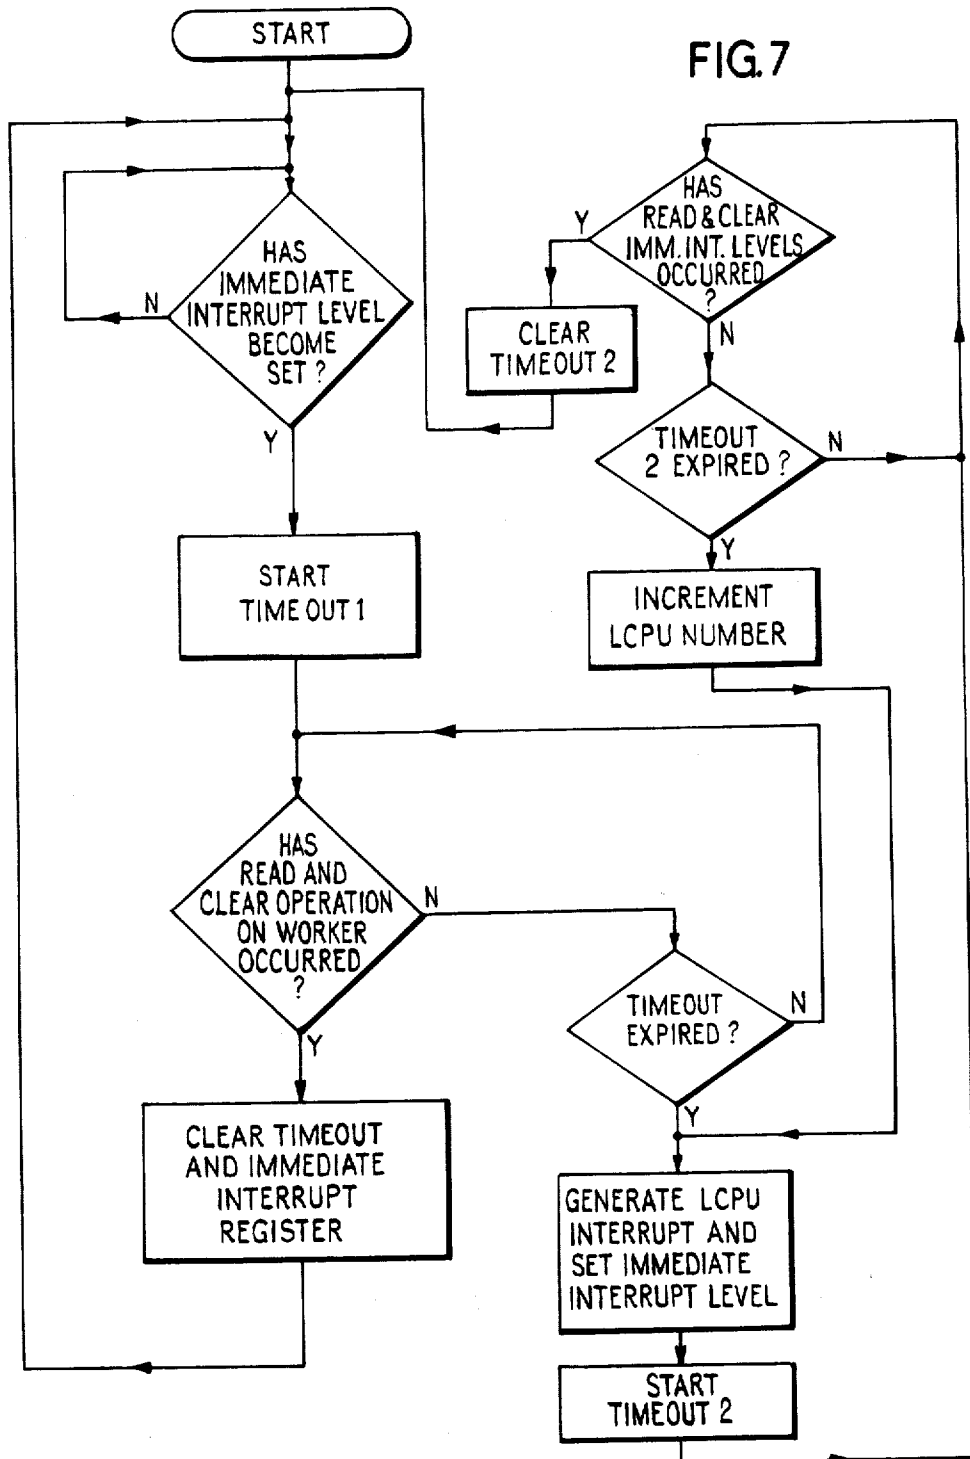 START
FIG. 7
HAS
IMMEDIATE
INTERRUPT LEVEL
BECOME
SET ?
N
Y
HAS
READ & CLEAR
IMM. INT. LEVELS
OCCURRED
?
Y
N
CLEAR
TIMEOUT 2
TIMEOUT
2 EXPIRED ?
N
Y
START
TIMEOUT 1
INCREMENT
LCPU NUMBER
HAS
READ AND
CLEAR OPERATION
ON WORKER
OCCURRED
?
N
Y
TIMEOUT
EXPIRED ?
N
Y
CLEAR TIMEOUT
AND IMMEDIATE
INTERRUPT
REGISTER
GENERATE LCPU
INTERRUPT AND
SET IMMEDIATE
INTERRUPT LEVEL
START
TIMEOUT 2